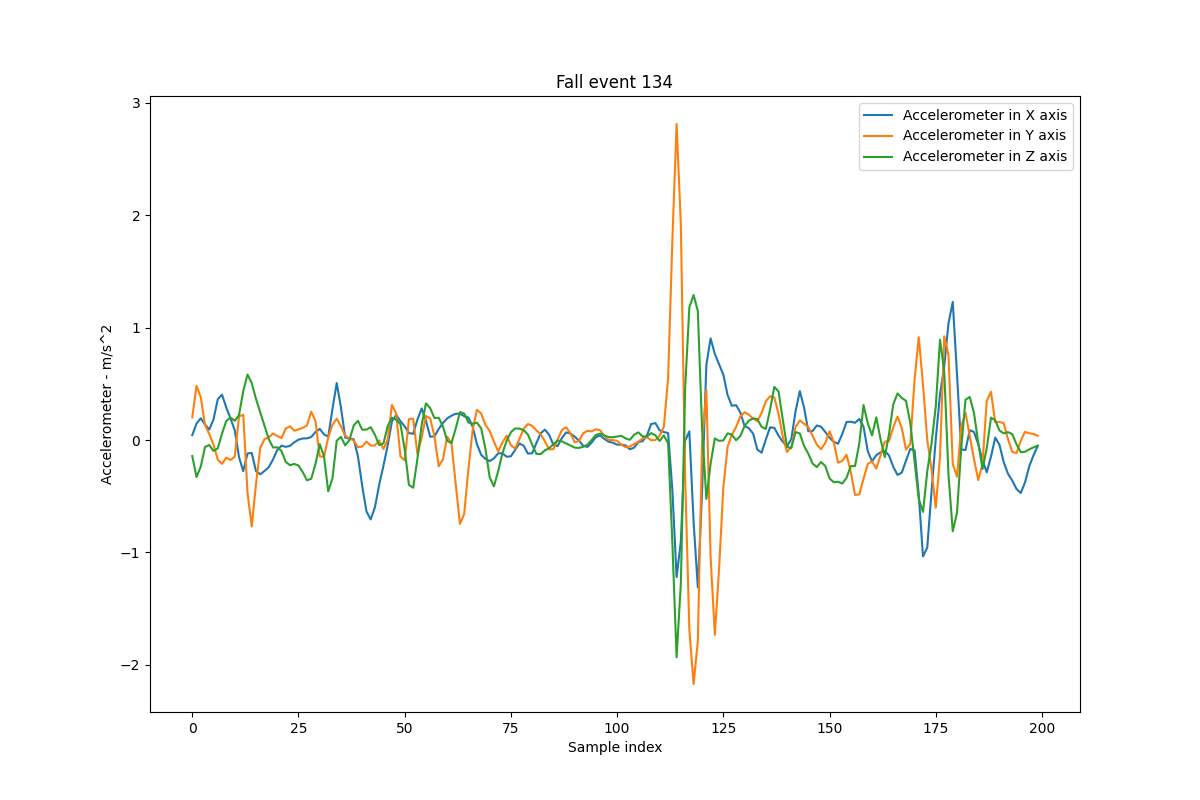 Fall event 134
Accelerometer in X axis
Accelerometer in Y axis
Accelerometer in Z axis
3
2
1
0
−1
−2
Accelerometer - m/s^2
0 25 50 75 100 125 150 175 200
Sample index